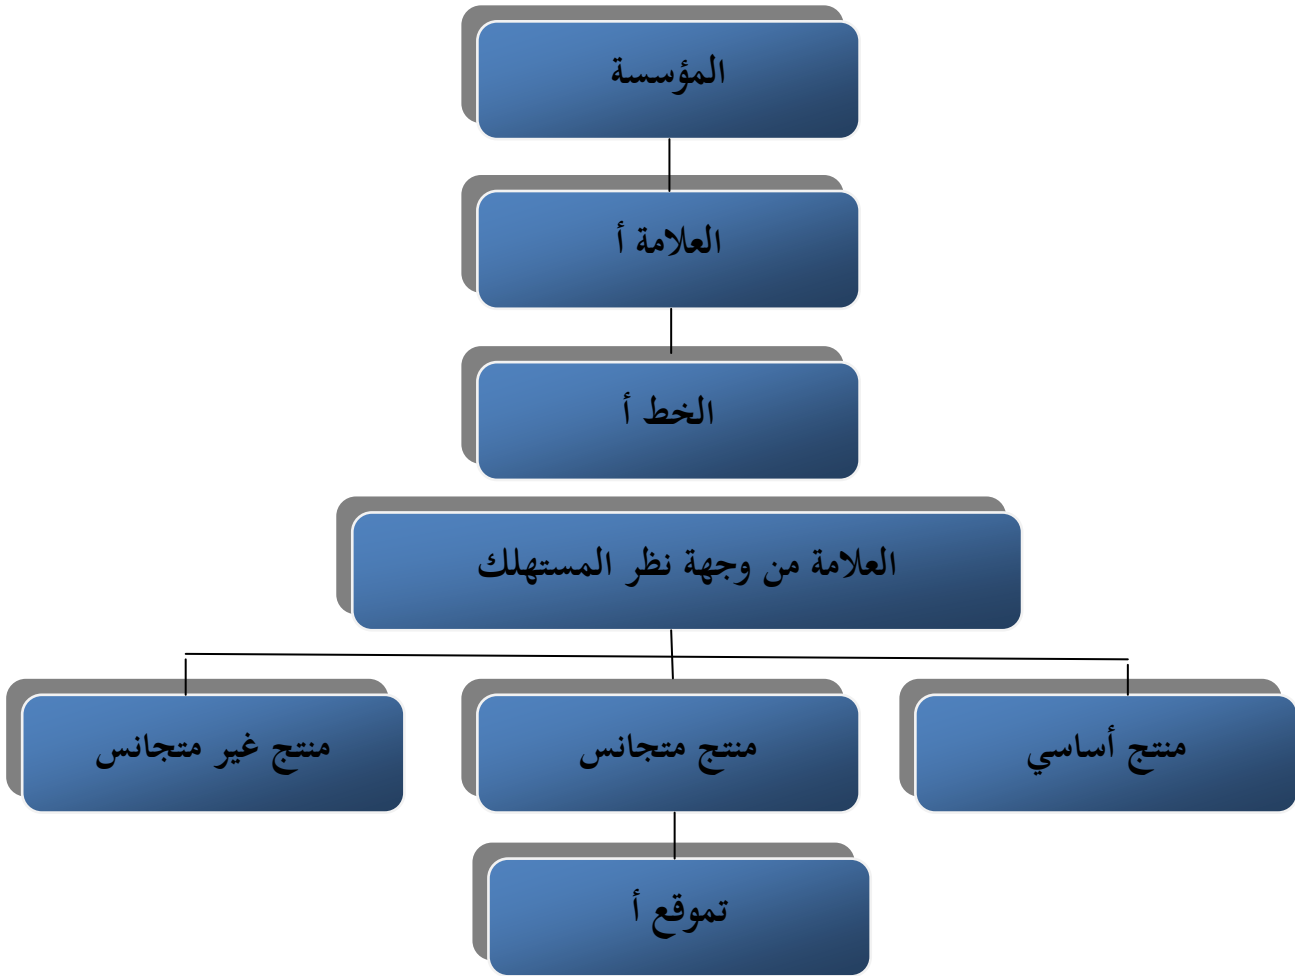 المؤسسة
العلامة أ
الخط أ
العلامة من وجهة نظر المستهلك
منتج أساسي
منتج متجانس
منتج غير متجانس
تموقع أ